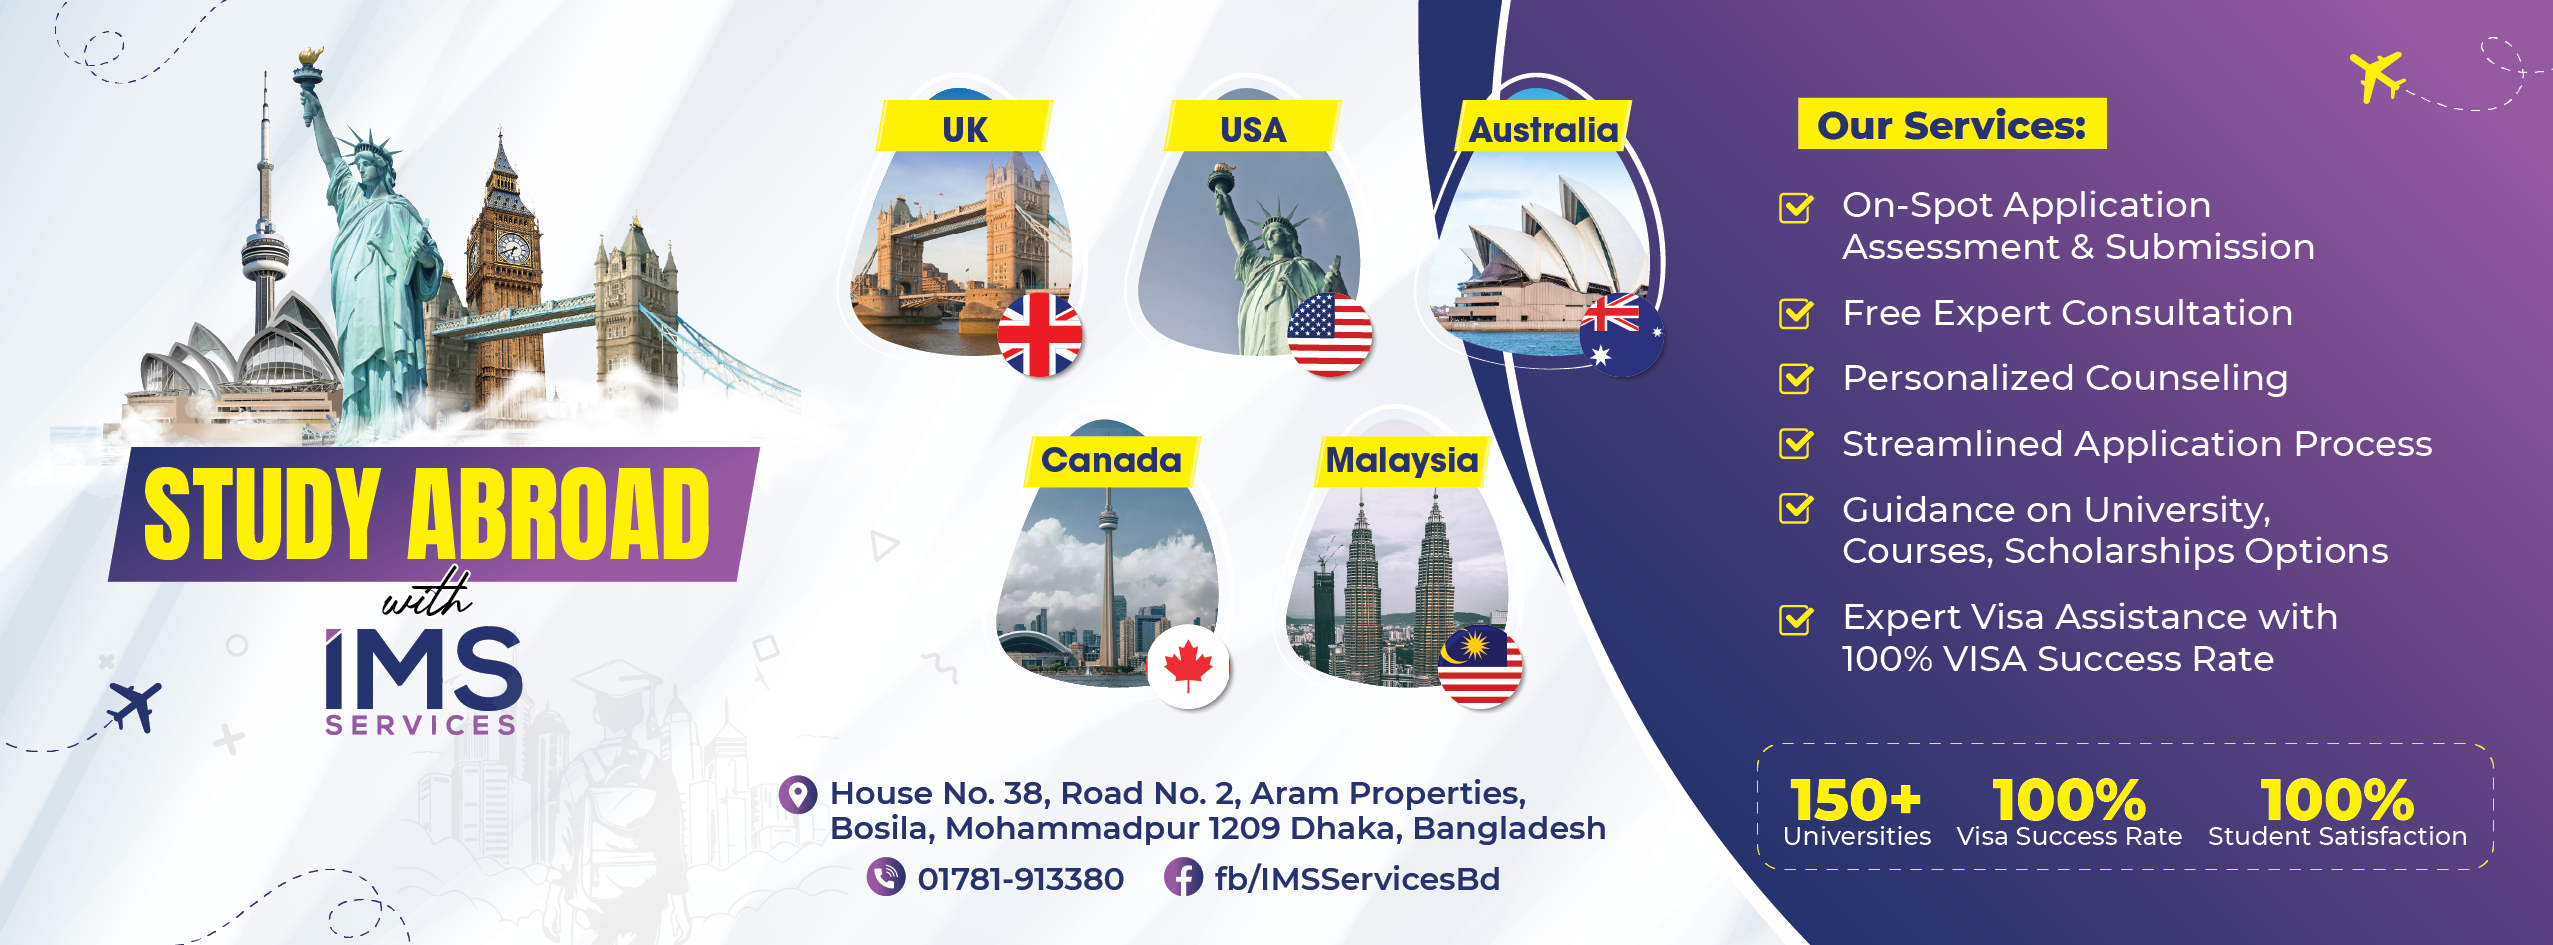 STUDY ABROAD
with
IMS
SERVICES
UK
USA
Australia
Canada
Malaysia
House No. 38, Road No. 2, Aram Properties,
Bosila, Mohammadpur 1209 Dhaka, Bangladesh
01781-913380
fb/IMSServicesBd
Our Services:
On-Spot Application
Assessment & Submission
Free Expert Consultation
Personalized Counseling
Streamlined Application Process
Guidance on University,
Courses, Scholarships Options
Expert Visa Assistance with
100% VISA Success Rate
150+
Universities
100%
Visa Success Rate
100%
Student Satisfaction